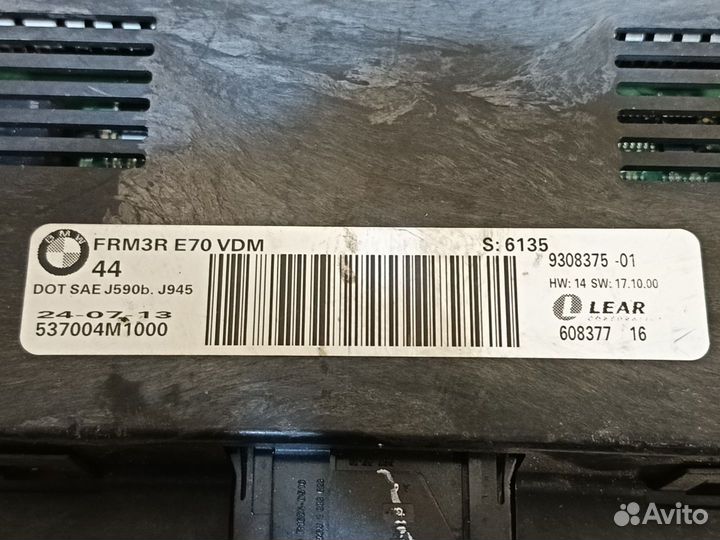 BMW
FRM3R E70 VDM
S: 6135
44
9308375 -01
DOT SAE J590b. J945
HW: 14 SW: 17.10.00
24-07-13
LEAR
CORPORATION
537004M1000
608377 16
Avito